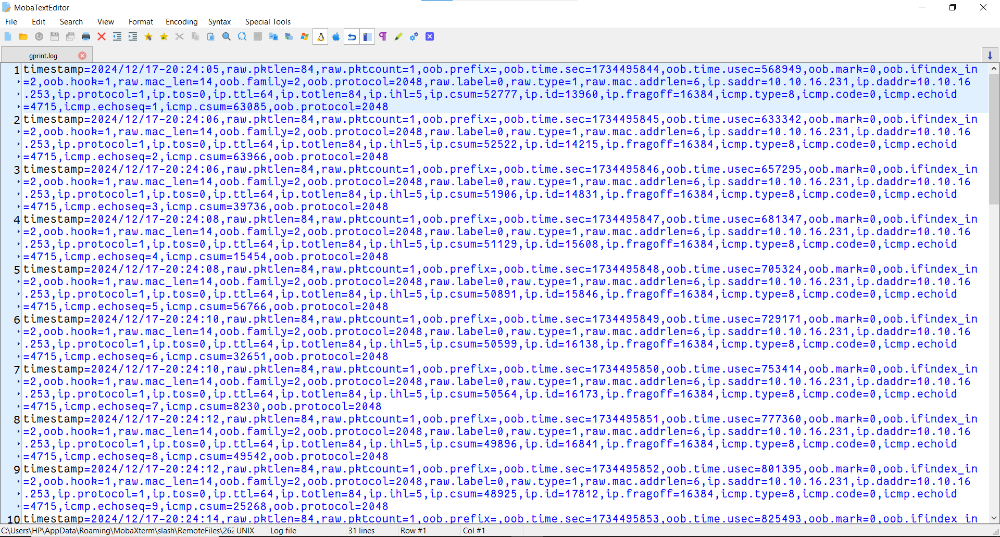 MobaTextEditor
File Edit Search View Format Encoding Syntax Special Tools
gprint.log
1 timestamp=2024/12/17-20:24:05,raw.pktlen=84,raw.pktcount=1,oob.prefix=,oob.time.sec=1734495844,oob.time.usec=568949,oob.mark=0,oob.ifindex_in
=2,oob.hook=1,raw.mac_len=14,oob.family=2,oob.protocol=2048,raw.label=0,raw.type=1,raw.mac.addrlen=6,ip.saddr=10.10.16.231,ip.daddr=10.10.16
.253,ip.protocol=1,ip.tos=0,ip.ttl=64,ip.totlen=84,ip.ihl=5,ip.csum=52777,ip.id=13960,ip.fragoff=16384,icmp.type=8,icmp.code=0,icmp.echoid
=4715,icmp.echoseq=1,icmp.csum=63085,oob.protocol=2048
2 timestamp=2024/12/17-20:24:06,raw.pktlen=84,raw.pktcount=1,oob.prefix=,oob.time.sec=1734495845,oob.time.usec=633342,oob.mark=0,oob.ifindex_in
=2,oob.hook=1,raw.mac_len=14,oob.family=2,oob.protocol=2048,raw.label=0,raw.type=1,raw.mac.addrlen=6,ip.saddr=10.10.16.231,ip.daddr=10.10.16
.253,ip.protocol=1,ip.tos=0,ip.ttl=64,ip.totlen=84,ip.ihl=5,ip.csum=52522,ip.id=14215,ip.fragoff=16384,icmp.type=8,icmp.code=0,icmp.echoid
=4715,icmp.echoseq=2,icmp.csum=63966,oob.protocol=2048
3 timestamp=2024/12/17-20:24:06,raw.pktlen=84,raw.pktcount=1,oob.prefix=,oob.time.sec=1734495846,oob.time.usec=657295,oob.mark=0,oob.ifindex_in
=2,oob.hook=1,raw.mac_len=14,oob.family=2,oob.protocol=2048,raw.label=0,raw.type=1,raw.mac.addrlen=6,ip.saddr=10.10.16.231,ip.daddr=10.10.16
.253,ip.protocol=1,ip.tos=0,ip.ttl=64,ip.totlen=84,ip.ihl=5,ip.csum=51906,ip.id=14831,ip.fragoff=16384,icmp.type=8,icmp.code=0,icmp.echoid
=4715,icmp.echoseq=3,icmp.csum=39736,oob.protocol=2048
4 timestamp=2024/12/17-20:24:08,raw.pktlen=84,raw.pktcount=1,oob.prefix=,oob.time.sec=1734495847,oob.time.usec=681347,oob.mark=0,oob.ifindex_in
=2,oob.hook=1,raw.mac_len=14,oob.family=2,oob.protocol=2048,raw.label=0,raw.type=1,raw.mac.addrlen=6,ip.saddr=10.10.16.231,ip.daddr=10.10.16
.253,ip.protocol=1,ip.tos=0,ip.ttl=64,ip.totlen=84,ip.ihl=5,ip.csum=51129,ip.id=15608,ip.fragoff=16384,icmp.type=8,icmp.code=0,icmp.echoid
=4715,icmp.echoseq=4,icmp.csum=15454,oob.protocol=2048
5 timestamp=2024/12/17-20:24:08,raw.pktlen=84,raw.pktcount=1,oob.prefix=,oob.time.sec=1734495848,oob.time.usec=705324,oob.mark=0,oob.ifindex_in
=2,oob.hook=1,raw.mac_len=14,oob.family=2,oob.protocol=2048,raw.label=0,raw.type=1,raw.mac.addrlen=6,ip.saddr=10.10.16.231,ip.daddr=10.10.16
.253,ip.protocol=1,ip.tos=0,ip.ttl=64,ip.totlen=84,ip.ihl=5,ip.csum=50891,ip.id=15846,ip.fragoff=16384,icmp.type=8,icmp.code=0,icmp.echoid
=4715,icmp.echoseq=5,icmp.csum=56766,oob.protocol=2048
6 timestamp=2024/12/17-20:24:10,raw.pktlen=84,raw.pktcount=1,oob.prefix=,oob.time.sec=1734495849,oob.time.usec=729171,oob.mark=0,oob.ifindex_in
=2,oob.hook=1,raw.mac_len=14,oob.family=2,oob.protocol=2048,raw.label=0,raw.type=1,raw.mac.addrlen=6,ip.saddr=10.10.16.231,ip.daddr=10.10.16
.253,ip.protocol=1,ip.tos=0,ip.ttl=64,ip.totlen=84,ip.ihl=5,ip.csum=50599,ip.id=16138,ip.fragoff=16384,icmp.type=8,icmp.code=0,icmp.echoid
=4715,icmp.echoseq=6,icmp.csum=32651,oob.protocol=2048
7 timestamp=2024/12/17-20:24:10,raw.pktlen=84,raw.pktcount=1,oob.prefix=,oob.time.sec=1734495850,oob.time.usec=753414,oob.mark=0,oob.ifindex_in
=2,oob.hook=1,raw.mac_len=14,oob.family=2,oob.protocol=2048,raw.label=0,raw.type=1,raw.mac.addrlen=6,ip.saddr=10.10.16.231,ip.daddr=10.10.16
.253,ip.protocol=1,ip.tos=0,ip.ttl=64,ip.totlen=84,ip.ihl=5,ip.csum=50564,ip.id=16173,ip.fragoff=16384,icmp.type=8,icmp.code=0,icmp.echoid
=4715,icmp.echoseq=7,icmp.csum=8230,oob.protocol=2048
8 timestamp=2024/12/17-20:24:12,raw.pktlen=84,raw.pktcount=1,oob.prefix=,oob.time.sec=1734495851,oob.time.usec=777360,oob.mark=0,oob.ifindex_in
=2,oob.hook=1,raw.mac_len=14,oob.family=2,oob.protocol=2048,raw.label=0,raw.type=1,raw.mac.addrlen=6,ip.saddr=10.10.16.231,ip.daddr=10.10.16
.253,ip.protocol=1,ip.tos=0,ip.ttl=64,ip.totlen=84,ip.ihl=5,ip.csum=49896,ip.id=16841,ip.fragoff=16384,icmp.type=8,icmp.code=0,icmp.echoid
=4715,icmp.echoseq=8,icmp.csum=49542,oob.protocol=2048
9 timestamp=2024/12/17-20:24:12,raw.pktlen=84,raw.pktcount=1,oob.prefix=,oob.time.sec=1734495852,oob.time.usec=801395,oob.mark=0,oob.ifindex_in
=2,oob.hook=1,raw.mac_len=14,oob.family=2,oob.protocol=2048,raw.label=0,raw.type=1,raw.mac.addrlen=6,ip.saddr=10.10.16.231,ip.daddr=10.10.16
.253,ip.protocol=1,ip.tos=0,ip.ttl=64,ip.totlen=84,ip.ihl=5,ip.csum=48925,ip.id=17812,ip.fragoff=16384,icmp.type=8,icmp.code=0,icmp.echoid
=4715,icmp.echoseq=9,icmp.csum=25268,oob.protocol=2048
10 timestamp=2024/12/17-20:24:14,raw.pktlen=84,raw.pktcount=1,oob.prefix=,oob.time.sec=1734495853,oob.time.usec=825493,oob.mark=0,oob.ifindex_in
C:\Users\HP\AppData\Roaming\MobaXterm\slash\RemoteFiles\262 UNIX Log file 31 lines Row #1 Col #1